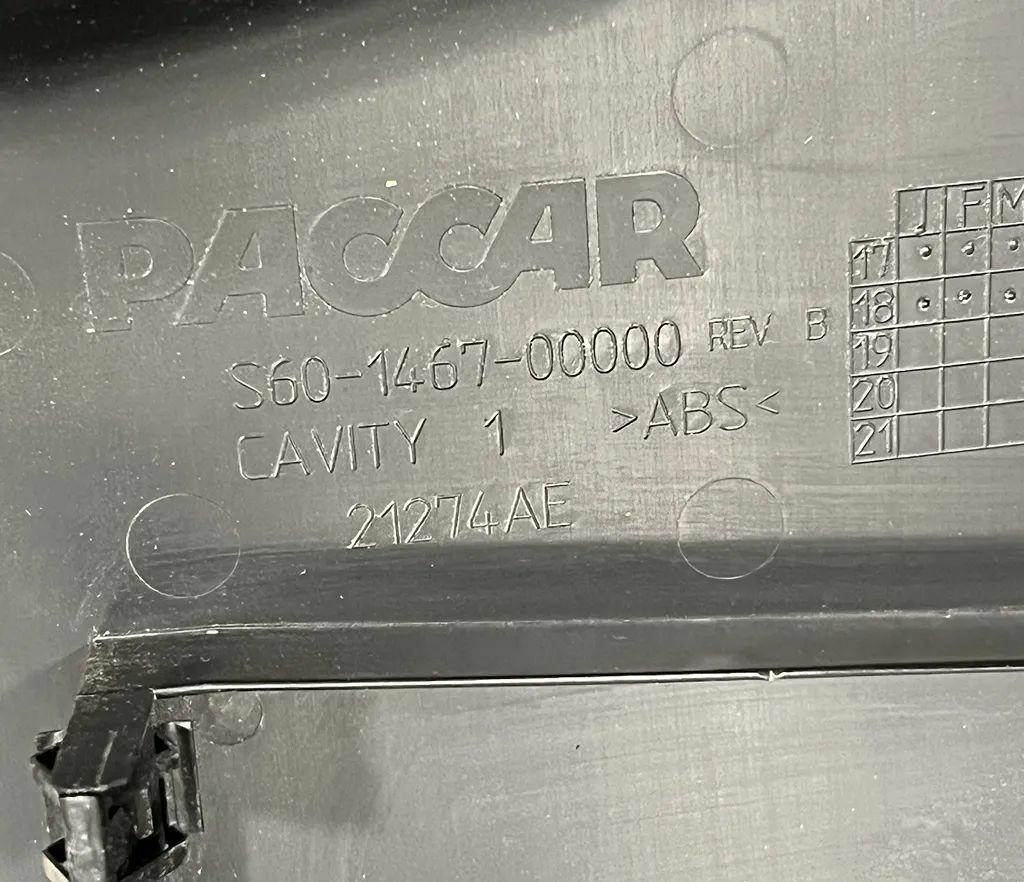 PACCAR
S60-1467-00000 REV B
CAVITY 1 >ABS<
21274AE
J F M
17
18
19
20
21